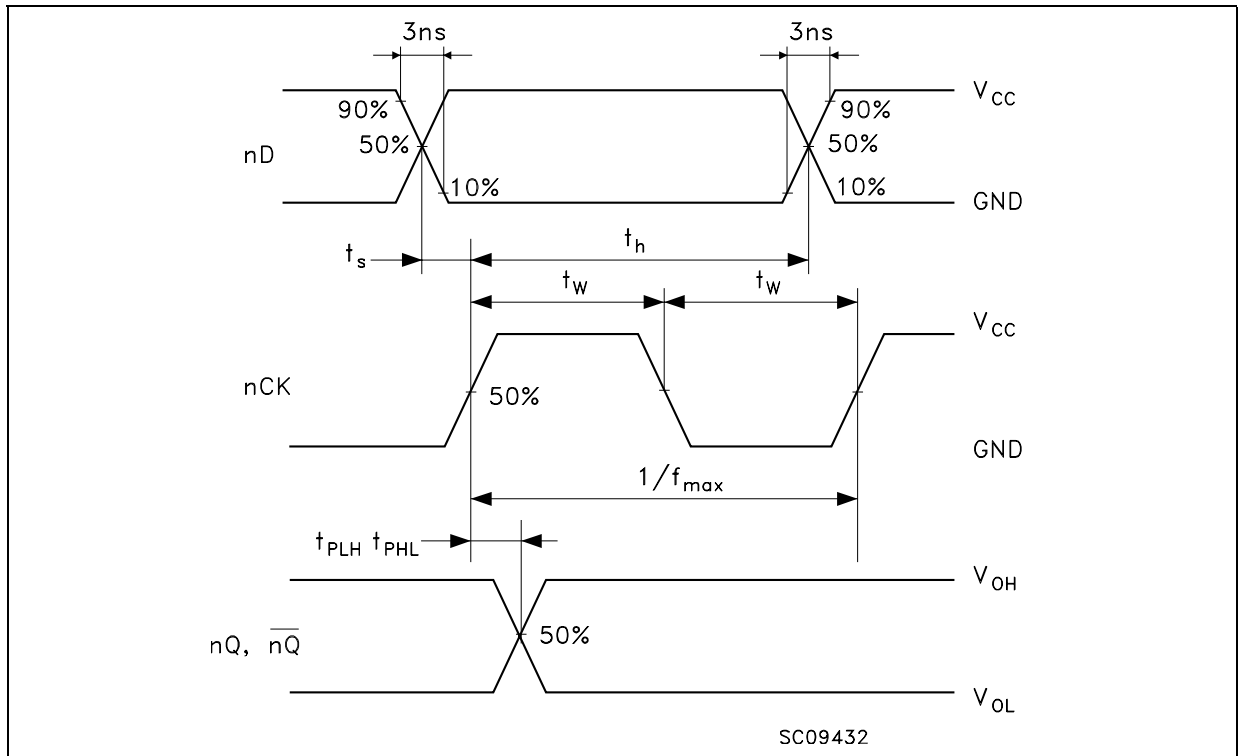 3ns 3ns
V_CC
90% 90%
nD 50% 50%
10% 10%
GND
t_s t_h
t_W t_W
V_CC
nCK 50%
GND
1/f_max
t_PLH t_PHL
V_OH
nQ, n̅Q̅ 50%
V_OL
SC09432